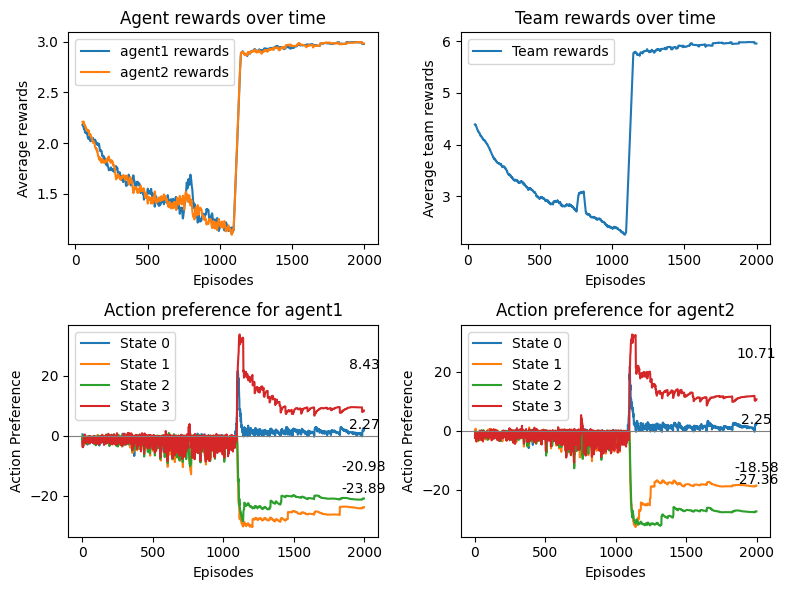 Agent rewards over time
Average rewards
3.0
2.5
2.0
1.5
agent1 rewards
agent2 rewards
0
500
1000
1500
2000
Episodes
Team rewards over time
Average team rewards
6
5
4
3
Team rewards
0
500
1000
1500
2000
Episodes
Action preference for agent1
Action Preference
20
0
−20
State 0
State 1
State 2
State 3
8.43
2.27
-20.98
-23.89
0
500
1000
1500
2000
Episodes
Action preference for agent2
Action Preference
20
0
−20
State 0
State 1
State 2
State 3
10.71
2.25
-18.58
-27.36
0
500
1000
1500
2000
Episodes